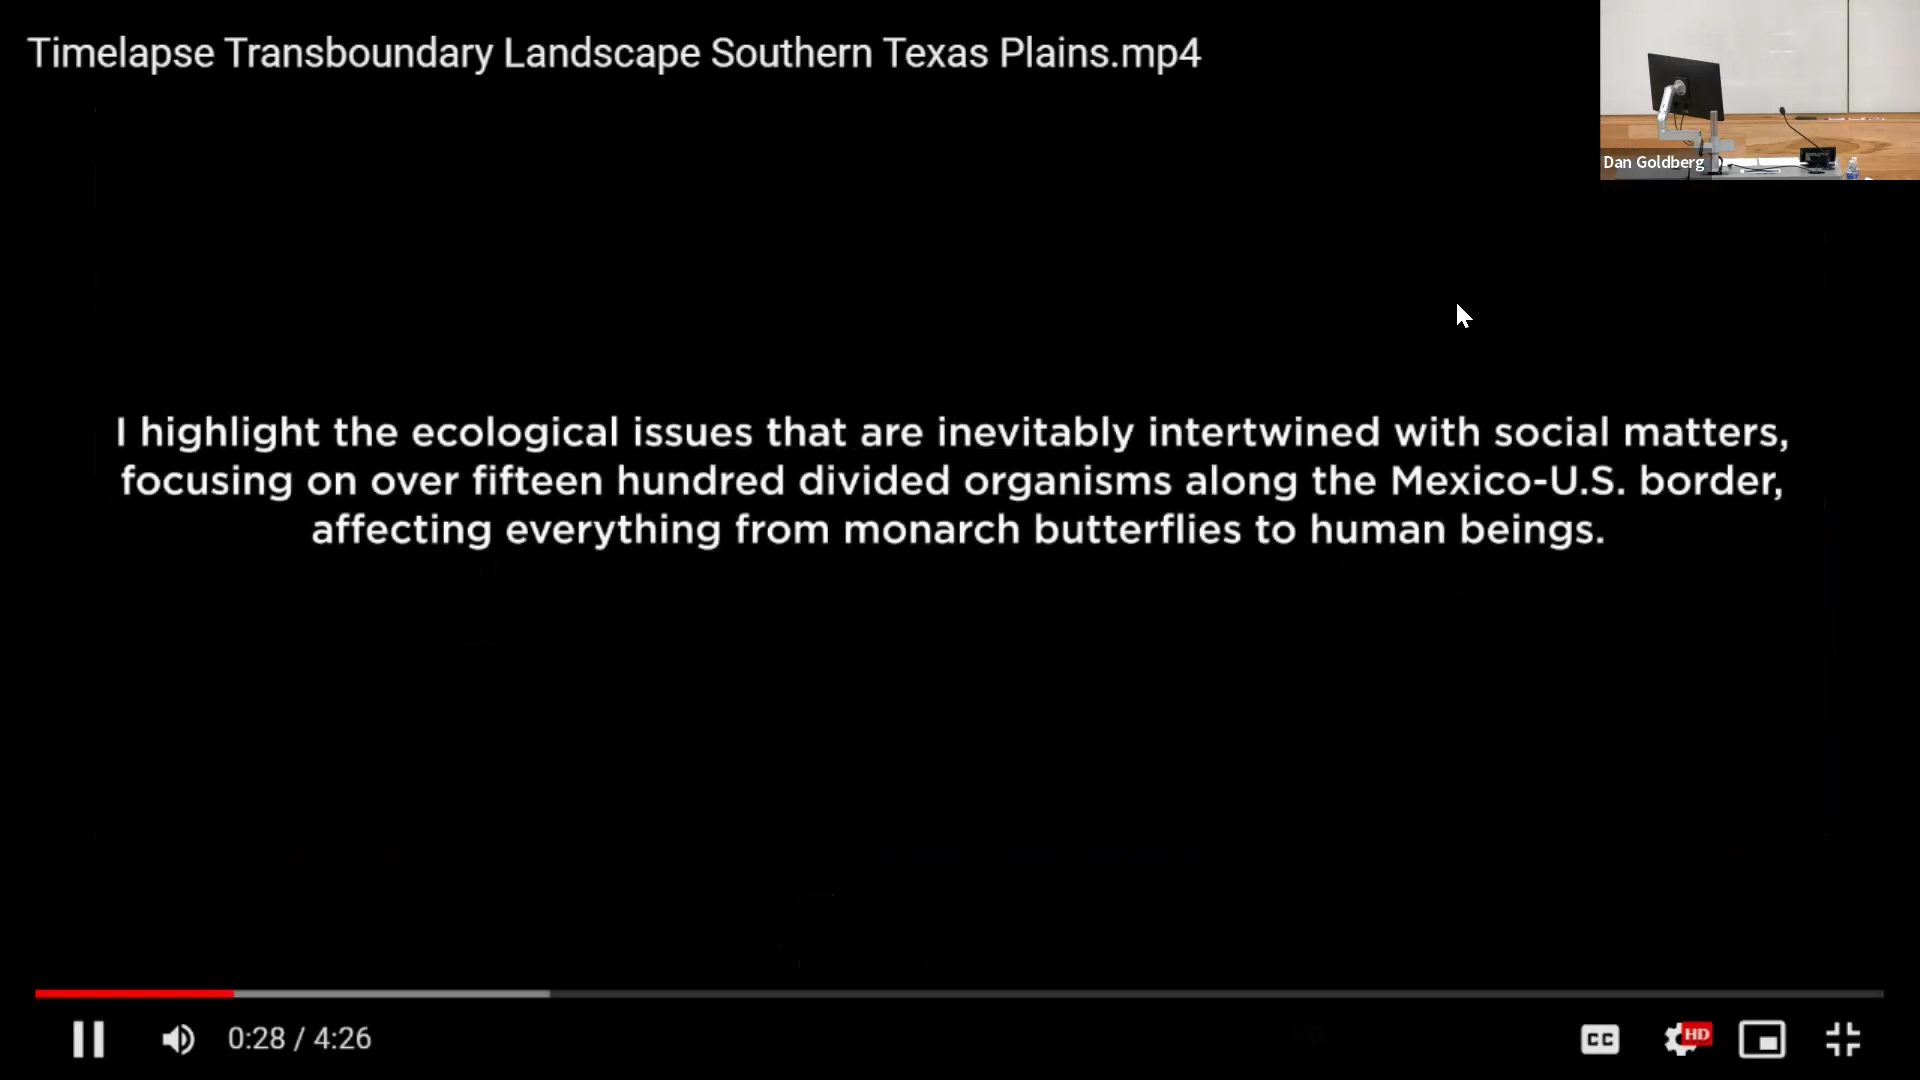 Timelapse Transboundary Landscape Southern Texas Plains.mp4
Dan Goldberg
I highlight the ecological issues that are inevitably intertwined with social matters,
focusing on over fifteen hundred divided organisms along the Mexico-U.S. border,
affecting everything from monarch butterflies to human beings.
0:28 / 4:26
CC
HD